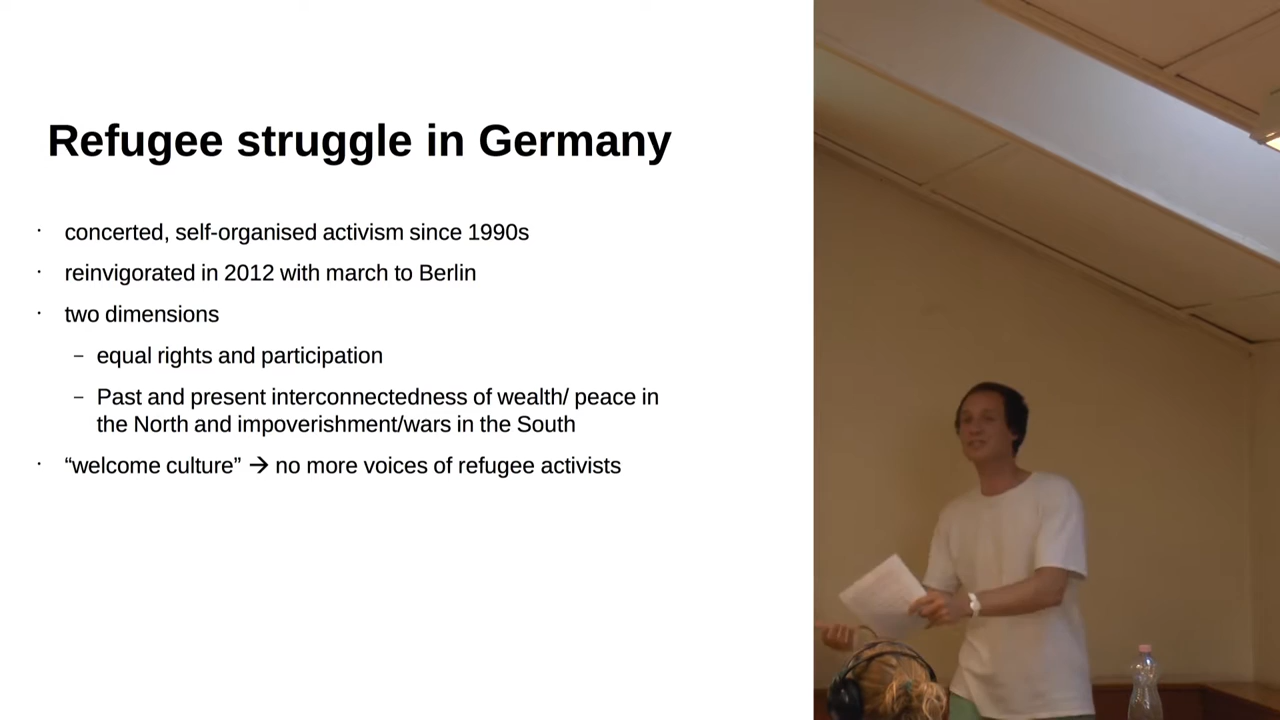 Refugee struggle in Germany
· concerted, self-organised activism since 1990s
· reinvigorated in 2012 with march to Berlin
· two dimensions
– equal rights and participation
– Past and present interconnectedness of wealth/ peace in
the North and impoverishment/wars in the South
· “welcome culture” → no more voices of refugee activists